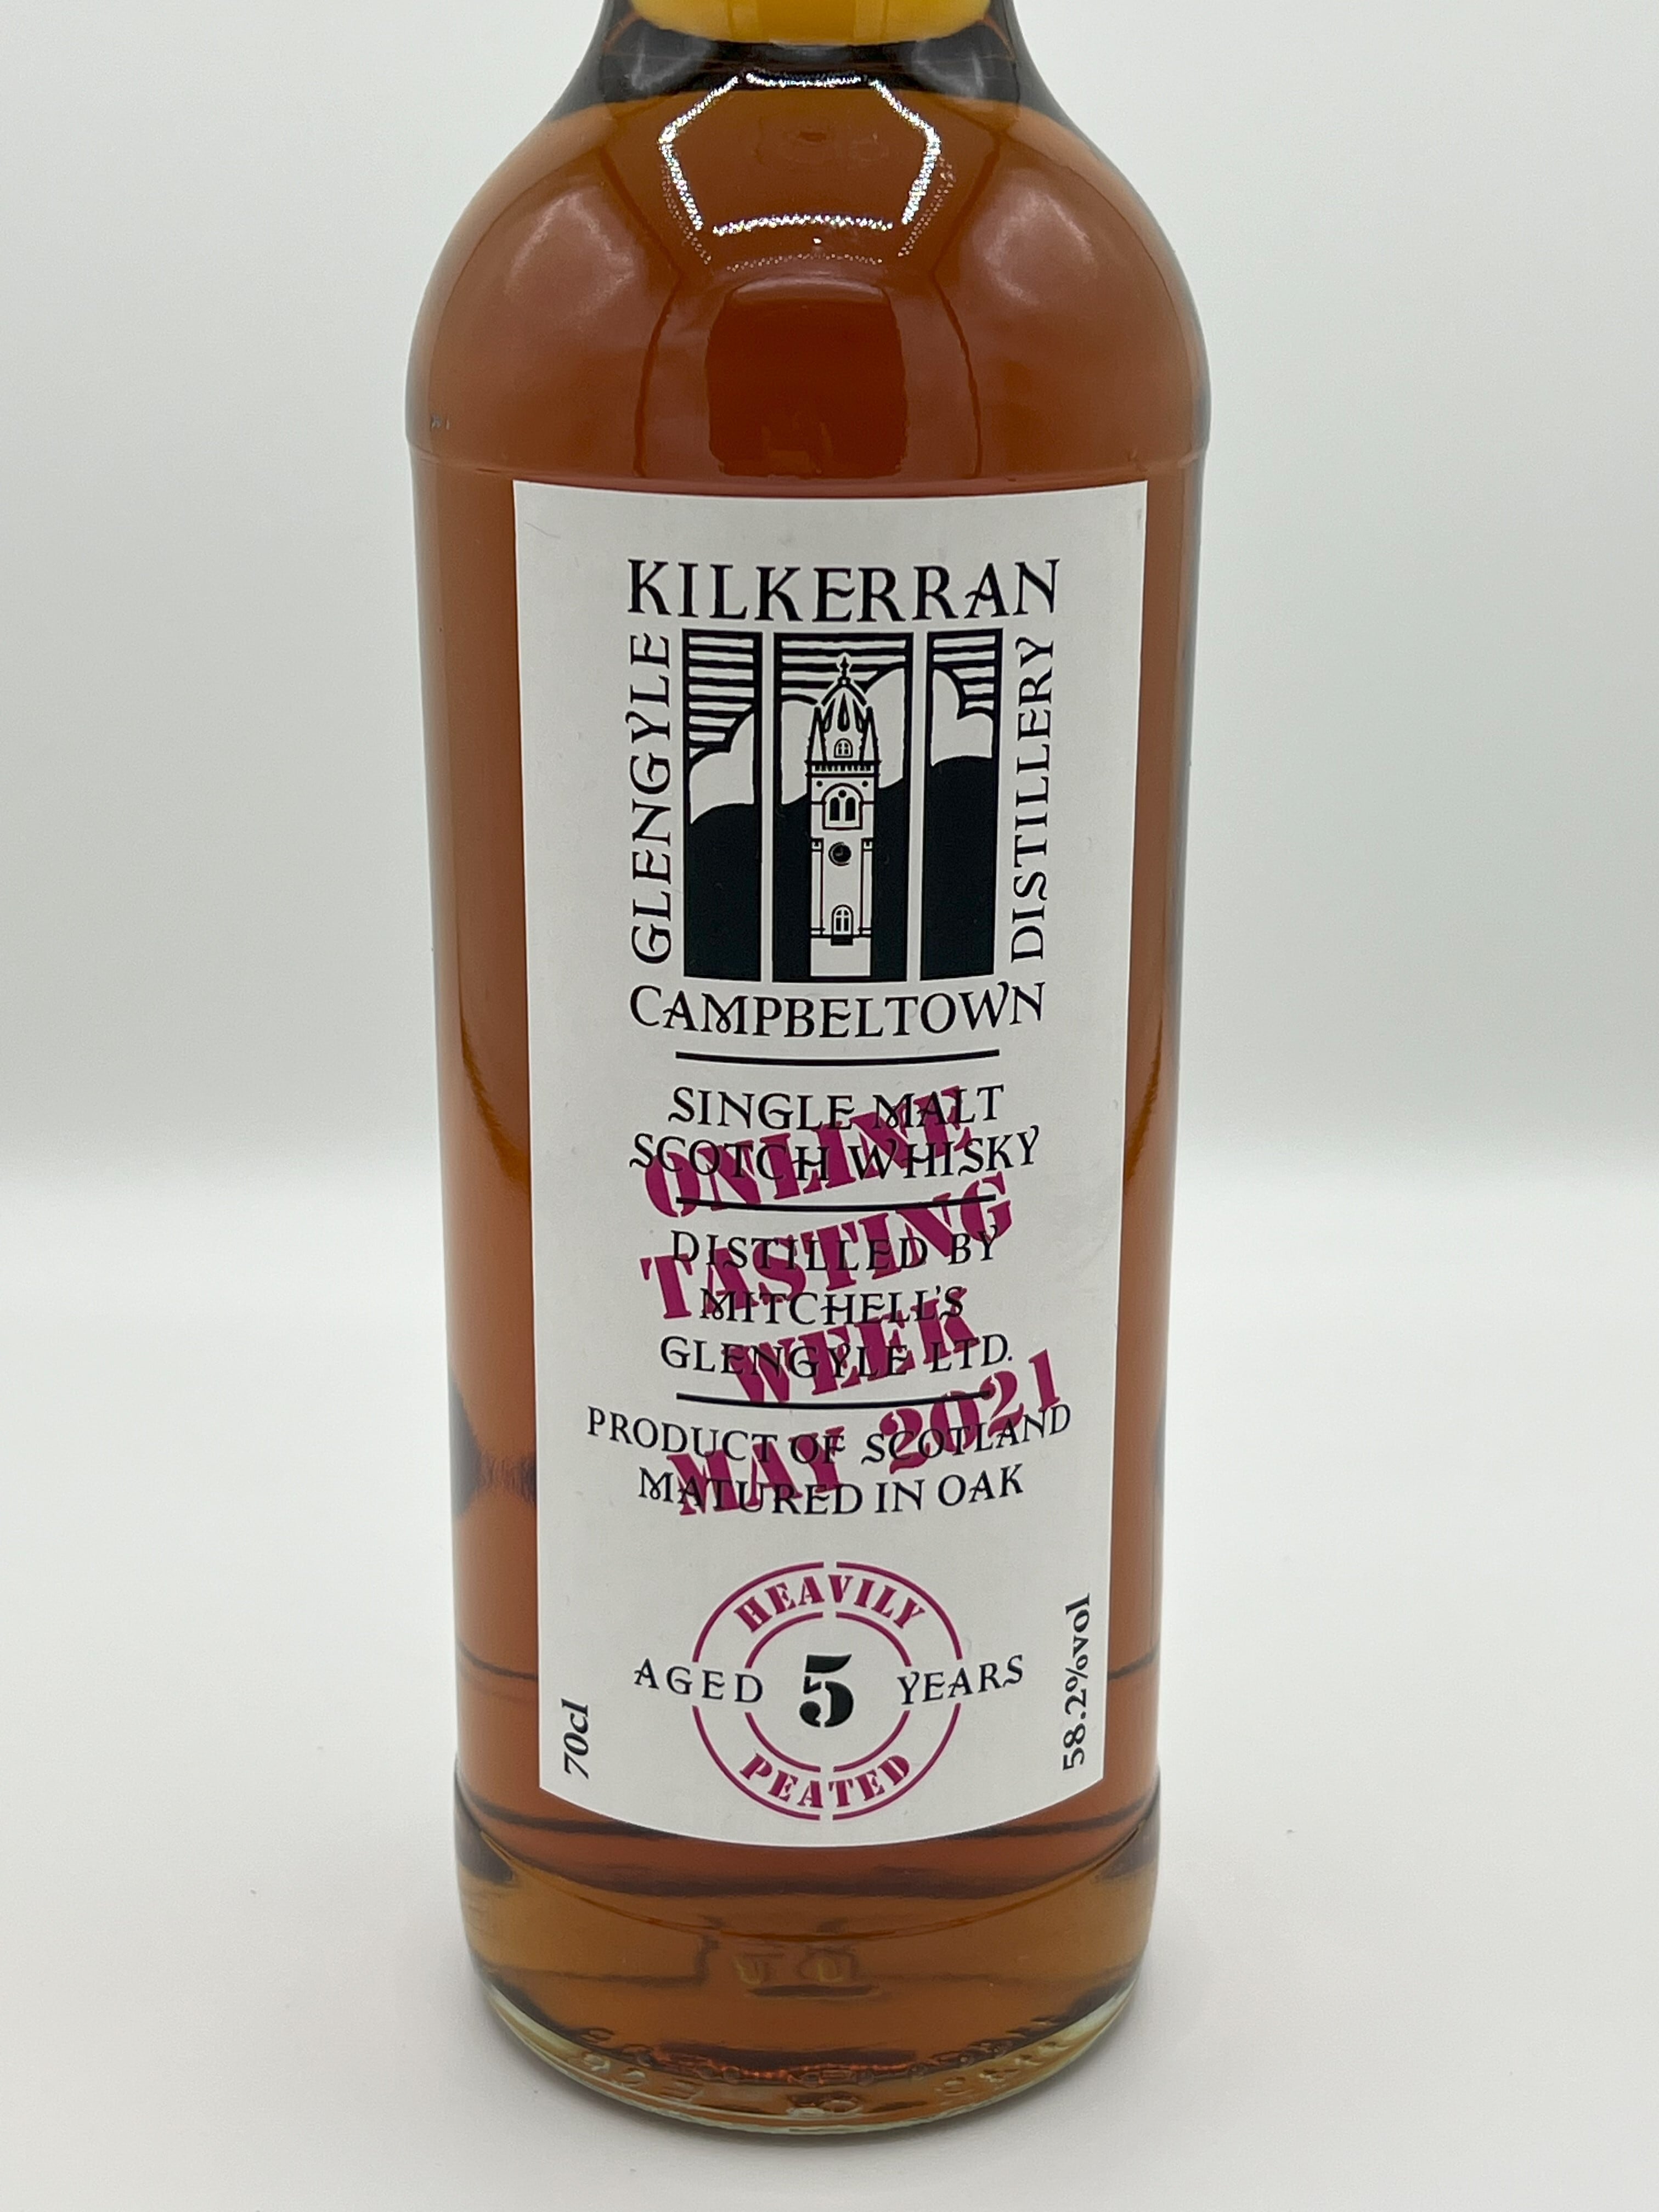 KILKERRAN
GLENGYLE
DISTILLERY
CAMPBELTOWN
SINGLE MALT
SCOTCH WHISKY
DISTILLED BY
MITCHELL'S
GLENGYLE LTD.
PRODUCT OF SCOTLAND
MATURED IN OAK
ONLINE
TASTING
WEEK
MAY 2021
HEAVILY
AGED 5 YEARS
PEATED
70cl
58.2%vol